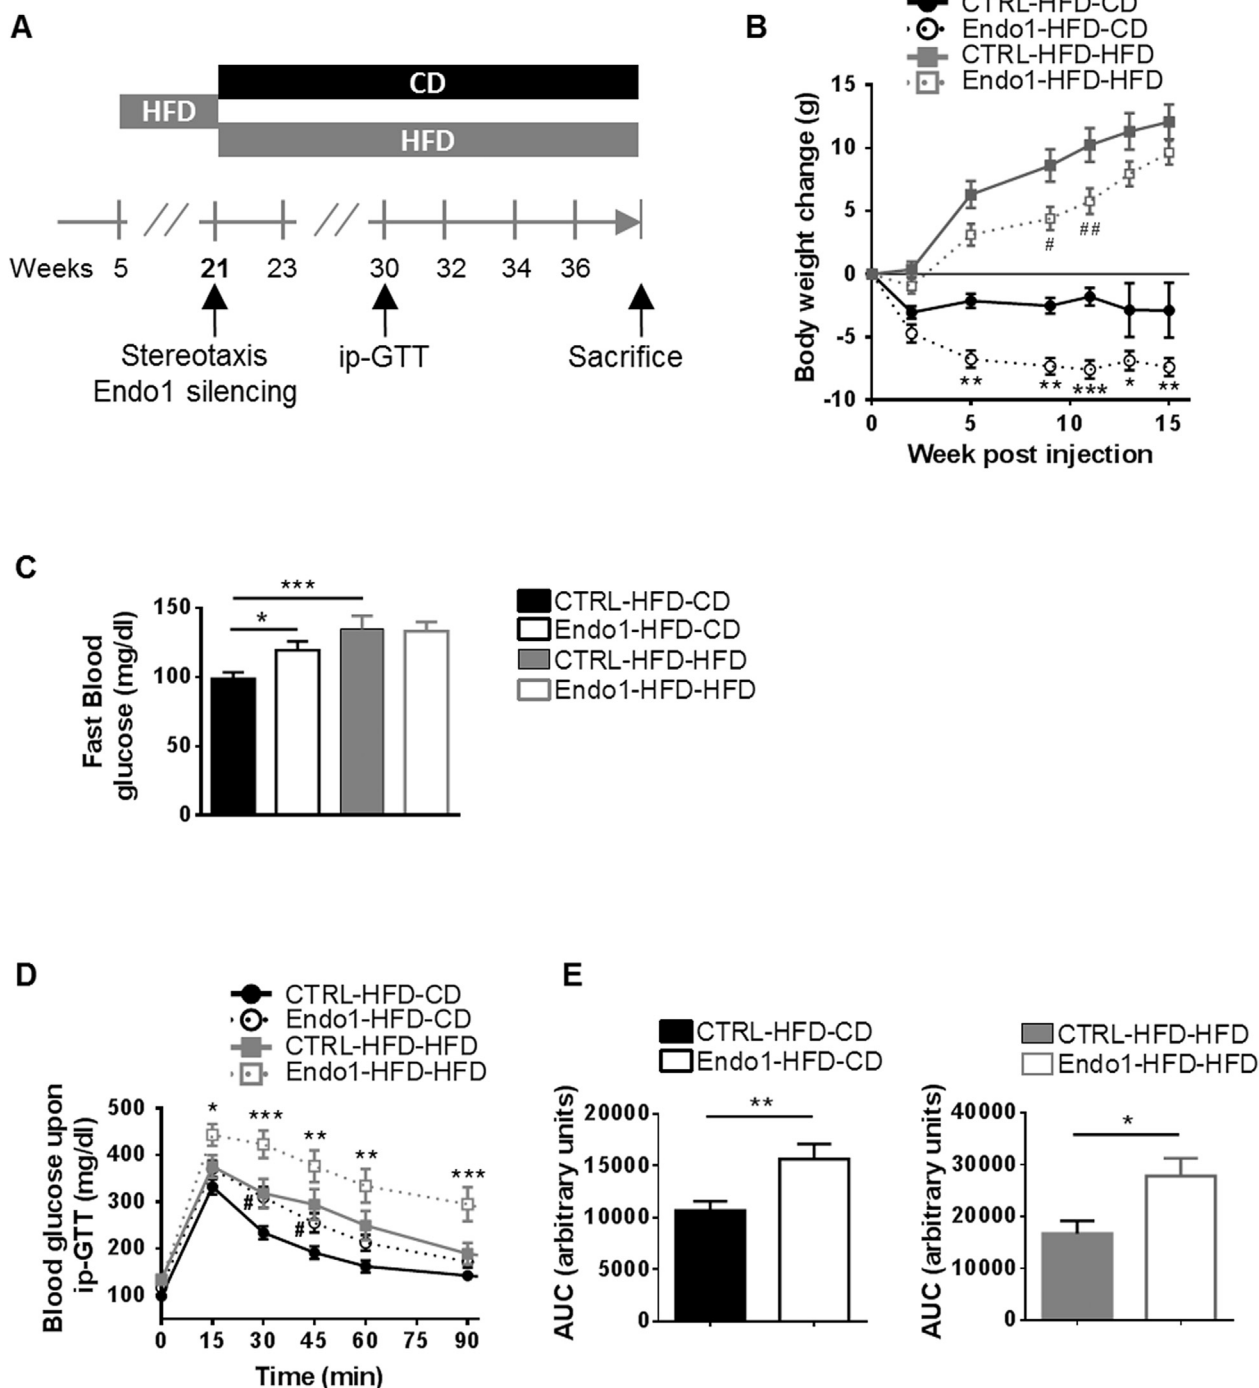 A
CD
HFD
HFD
Weeks 5 21 23 30 32 34 36
Stereotaxis
Endo1 silencing
ip-GTT
Sacrifice
B
CTRL-HFD-CD
Endo1-HFD-CD
CTRL-HFD-HFD
Endo1-HFD-HFD
Body weight change (g)
15
10
5
0
-5
-10
#
##
** ** *** * **
0 5 10 15
Week post injection
C
Fast Blood
glucose (mg/dl)
150
100
50
0
***
*
CTRL-HFD-CD
Endo1-HFD-CD
CTRL-HFD-HFD
Endo1-HFD-HFD
D
CTRL-HFD-CD
Endo1-HFD-CD
CTRL-HFD-HFD
Endo1-HFD-HFD
Blood glucose upon
ip-GTT (mg/dl)
500
400
300
200
100
* *** ** ** ***
#
#
0 15 30 45 60 90
Time (min)
E
CTRL-HFD-CD
Endo1-HFD-CD
AUC (arbitrary units)
20000
15000
10000
5000
0
**
CTRL-HFD-HFD
Endo1-HFD-HFD
AUC (arbitrary units)
40000
30000
20000
10000
0
*